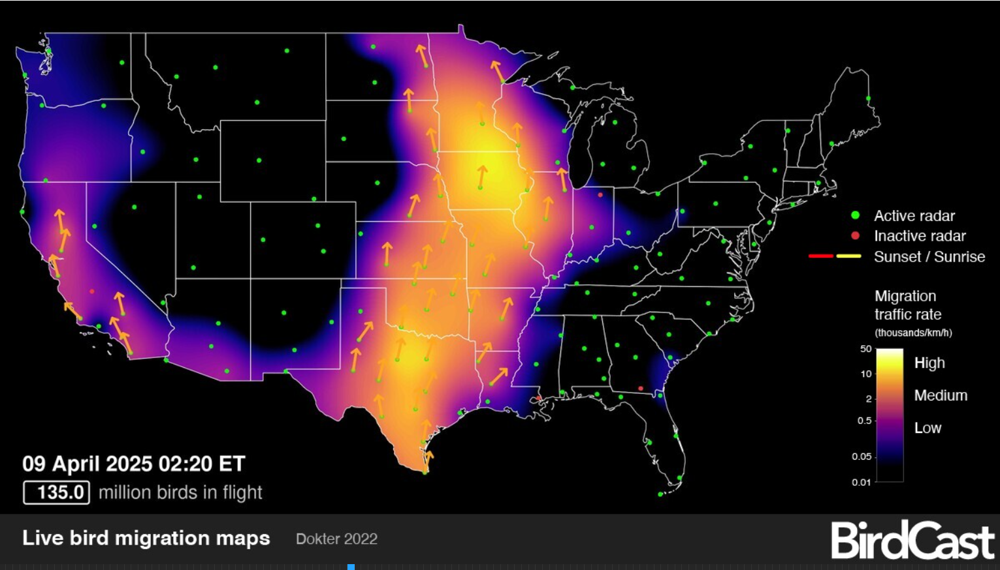 Active radar
Inactive radar
Sunset / Sunrise
Migration
traffic rate
(thousands/km/h)
50
High
10
2
Medium
0.5
Low
0.05
0.01
09 April 2025 02:20 ET
135.0 million birds in flight
Live bird migration maps Dokter 2022
BirdCast